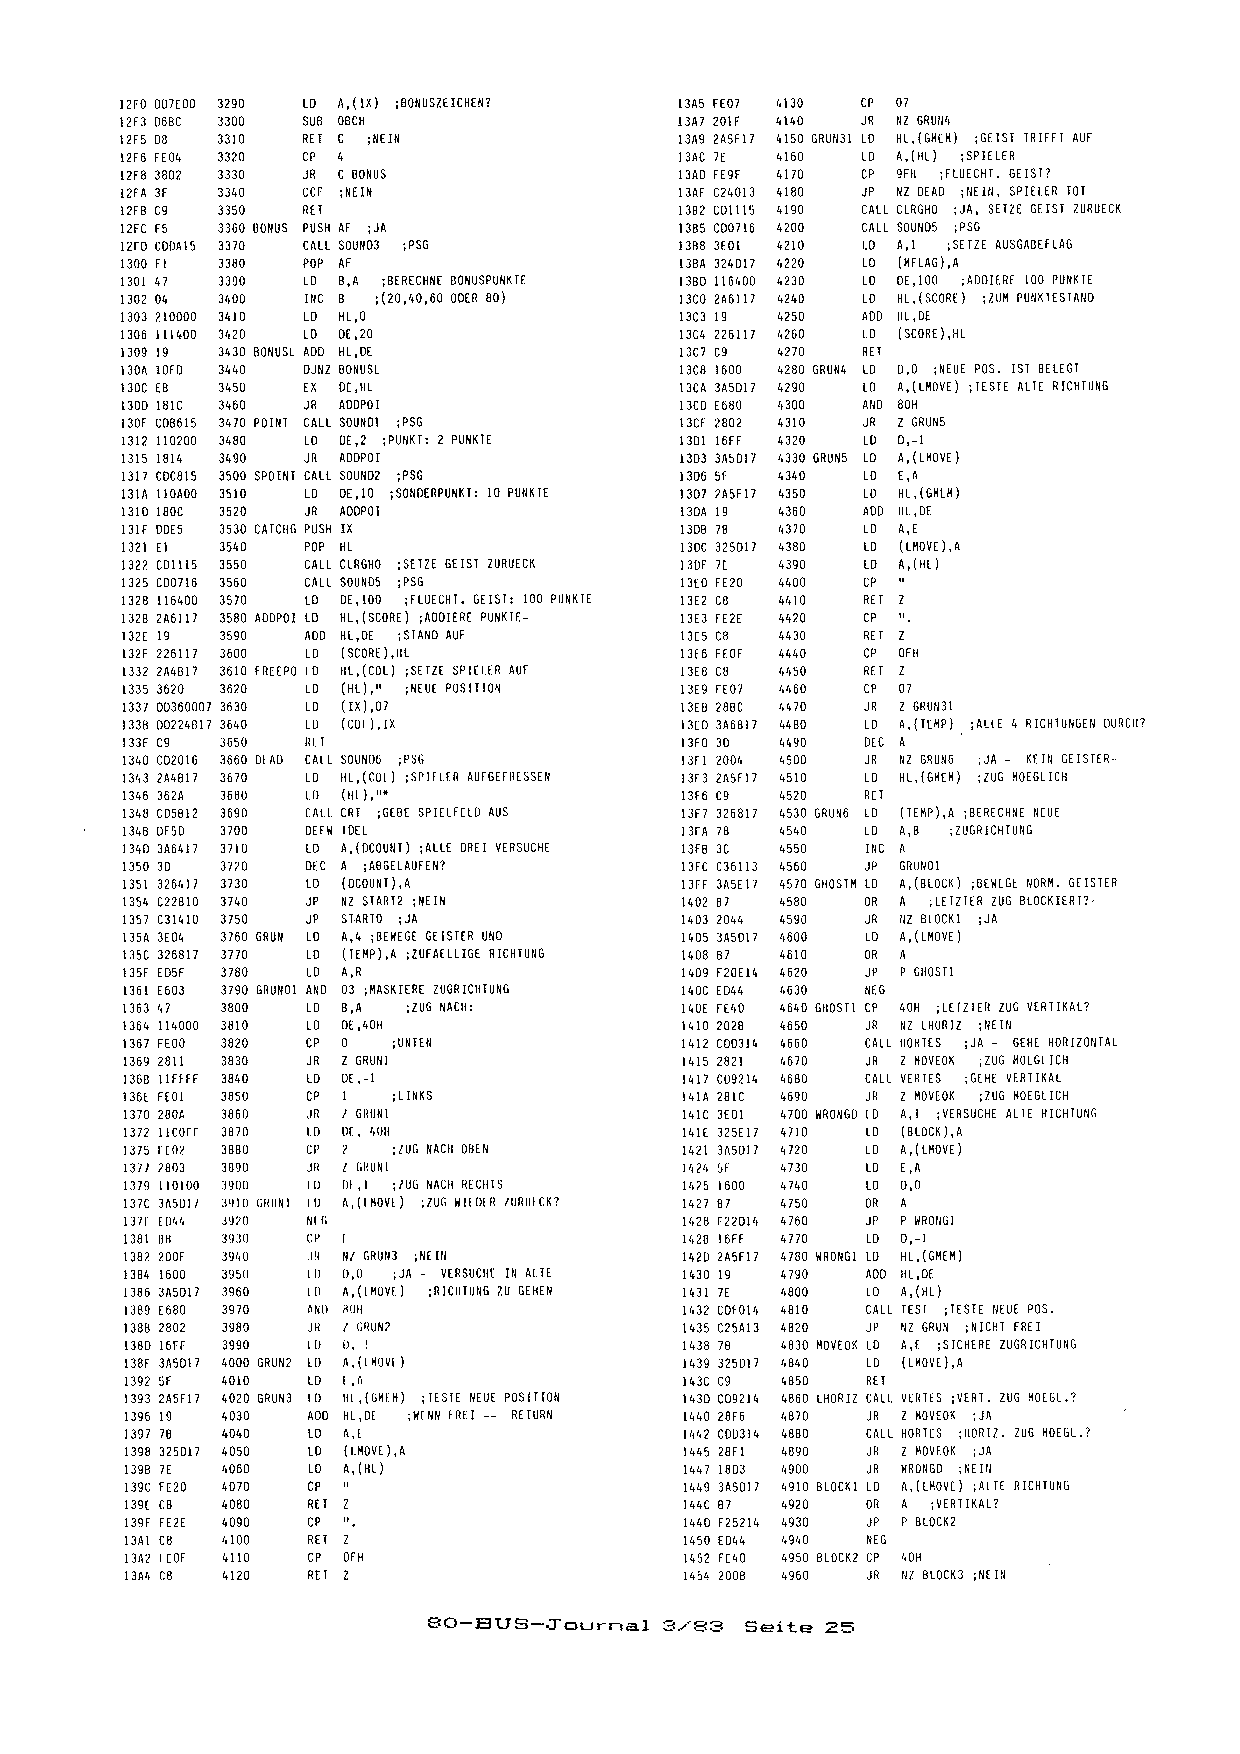 12F0 DD7E00 3290 LD A,(IX) ;BONUSZEICHEN?
12F3 D6BC 3300 SUB 0BCH
12F5 D8 3310 RET C ;NEIN
12F6 FE04 3320 CP 4
12F8 3802 3330 JR C BONUS
12FA 3F 3340 CCF ;NEIN
12FB C9 3350 RET
12FC F5 3360 BONUS PUSH AF ;JA
12FD CDDA15 3370 CALL SOUND3 ;PSG
1300 F1 3380 POP AF
1301 47 3390 LD B,A ;BERECHNE BONUSPUNKTE
1302 04 3400 INC B ;(20,40,60 ODER 80)
1303 210000 3410 LD HL,0
1306 111400 3420 LD DE,20
1309 19 3430 BONUSL ADD HL,DE
130A 10FD 3440 DJNZ BONUSL
130C EB 3450 EX DE,HL
130D 181C 3460 JR ADDPOI
130F CDB615 3470 POINT CALL SOUND1 ;PSG
1312 110200 3480 LD DE,2 ;PUNKT: 2 PUNKTE
1315 1814 3490 JR ADDPOI
1317 CDC815 3500 SPOINT CALL SOUND2 ;PSG
131A 110A00 3510 LD DE,10 ;SONDERPUNKT: 10 PUNKTE
131D 180C 3520 JR ADDPOI
131F DDE5 3530 CATCHG PUSH IX
1321 E1 3540 POP HL
1322 CD1115 3550 CALL CLRGHO ;SETZE GEIST ZURUECK
1325 CD0716 3560 CALL SOUND5 ;PSG
1328 116400 3570 LD DE,100 ;FLUECHT. GEIST: 100 PUNKTE
132B 2A6117 3580 ADDPOI LD HL,(SCORE) ;ADDIERE PUNKTE-
132E 19 3590 ADD HL,DE ;STAND AUF
132F 226117 3600 LD (SCORE),HL
1332 2A4B17 3610 FREEPO LD HL,(COL) ;SETZE SPIELER AUF
1335 3620 3620 LD (HL)," ;NEUE POSITION
1337 DD360007 3630 LD (IX),07
133B DD224B17 3640 LD (COL),IX
133F C9 3650 RET
1340 CD2016 3660 DEAD CALL SOUND6 ;PSG
1343 2A4B17 3670 LD HL,(COL) ;SPIELER AUFGEFRESSEN
1346 362A 3680 LD (HL),"*
1348 CD5812 3690 CALL CRT ;GEBE SPIELFELD AUS
134B DF5D 3700 DEFW TDEL
134D 3A6417 3710 LD A,(DCOUNT) ;ALLE DREI VERSUCHE
1350 3D 3720 DEC A ;ABGELAUFEN?
1351 326417 3730 LD (DCOUNT),A
1354 C22810 3740 JP NZ START2 ;NEIN
1357 C31410 3750 JP START0 ;JA
135A 3E04 3760 GRUN LD A,4 ;BEWEGE GEISTER UND
135C 326817 3770 LD (TEMP),A ;ZUFAELLIGE RICHTUNG
135F ED5F 3780 LD A,R
1361 E603 3790 GRUN01 AND 03 ;MASKIERE ZUGRICHTUNG
1363 47 3800 LD B,A ;ZUG NACH:
1364 114000 3810 LD DE,40H
1367 FE00 3820 CP 0 ;UNTEN
1369 2811 3830 JR Z GRUN1
136B 11FFFF 3840 LD DE,-1
136E FE01 3850 CP 1 ;LINKS
1370 280A 3860 JR Z GRUN1
1372 11C0FF 3870 LD DE,-40H
1375 FE02 3880 CP 2 ;ZUG NACH OBEN
1377 2803 3890 JR Z GRUN1
1379 110100 3900 LD DE,1 ;ZUG NACH RECHTS
137C 3A5D17 3910 GRUN1 LD A,(LMOVE) ;ZUG WIEDER ZURUECK?
137F ED44 3920 NEG
1381 BB 3930 CP E
1382 200F 3940 JR NZ GRUN3 ;NEIN
1384 1600 3950 LD D,0 ;JA - VERSUCHE IN ALTE
1386 3A5D17 3960 LD A,(LMOVE) ;RICHTUNG ZU GEHEN
1389 E680 3970 AND 80H
138B 2802 3980 JR Z GRUN2
138D 16FF 3990 LD D,-1
138F 3A5D17 4000 GRUN2 LD A,(LMOVE)
1392 5F 4010 LD E,A
1393 2A5F17 4020 GRUN3 LD HL,(GMEM) ;TESTE NEUE POSITION
1396 19 4030 ADD HL,DE ;WENN FREI -- RETURN
1397 7B 4040 LD A,E
1398 325D17 4050 LD (LMOVE),A
139B 7E 4060 LD A,(HL)
139C FE20 4070 CP "
139E C8 4080 RET Z
139F FE2E 4090 CP ".
13A1 C8 4100 RET Z
13A2 FE0F 4110 CP 0FH
13A4 C8 4120 RET Z
13A5 FE07 4130 CP 07
13A7 201F 4140 JR NZ GRUN4
13A9 2A5F17 4150 GRUN31 LD HL,(GMEM) ;GEIST TRIFFT AUF
13AC 7E 4160 LD A,(HL) ;SPIELER
13AD FE9F 4170 CP 9FH ;FLUECHT. GEIST?
13AF C24013 4180 JP NZ DEAD ;NEIN, SPIELER TOT
13B2 CD1115 4190 CALL CLRGHO ;JA, SETZE GEIST ZURUECK
13B5 CD0716 4200 CALL SOUND5 ;PSG
13B8 3E01 4210 LD A,1 ;SETZE AUSGABEFLAG
13BA 324D17 4220 LD (MFLAG),A
13BD 116400 4230 LD DE,100 ;ADDIERE 100 PUNKTE
13C0 2A6117 4240 LD HL,(SCORE) ;ZUM PUNKTESTAND
13C3 19 4250 ADD HL,DE
13C4 226117 4260 LD (SCORE),HL
13C7 C9 4270 RET
13C8 1600 4280 GRUN4 LD D,0 ;NEUE POS. IST BELEGT
13CA 3A5D17 4290 LD A,(LMOVE) ;TESTE ALTE RICHTUNG
13CD E680 4300 AND 80H
13CF 2802 4310 JR Z GRUN5
13D1 16FF 4320 LD D,-1
13D3 3A5D17 4330 GRUN5 LD A,(LMOVE)
13D6 5F 4340 LD E,A
13D7 2A5F17 4350 LD HL,(GMEM)
13DA 19 4360 ADD HL,DE
13DB 7B 4370 LD A,E
13DC 325D17 4380 LD (LMOVE),A
13DF 7E 4390 LD A,(HL)
13E0 FE20 4400 CP "
13E2 C8 4410 RET Z
13E3 FE2E 4420 CP ".
13E5 C8 4430 RET Z
13E6 FE0F 4440 CP 0FH
13E8 C8 4450 RET Z
13E9 FE07 4460 CP 07
13EB 28BC 4470 JR Z GRUN31
13ED 3A6817 4480 LD A,(TEMP) ;ALLE 4 RICHTUNGEN DURCH?
13F0 3D 4490 DEC A
13F1 2004 4500 JR NZ GRUN6 ;JA - KEIN GEISTER-
13F3 2A5F17 4510 LD HL,(GMEM) ;ZUG MOEGLICH
13F6 C9 4520 RET
13F7 326817 4530 GRUN6 LD (TEMP),A ;BERECHNE NEUE
13FA 78 4540 LD A,B ;ZUGRICHTUNG
13FB 3C 4550 INC A
13FC C36113 4560 JP GRUN01
13FF 3A5E17 4570 GHOSTM LD A,(BLOCK) ;BEWEGE NORM. GEISTER
1402 B7 4580 OR A ;LETZTER ZUG BLOCKIERT?-
1403 2044 4590 JR NZ BLOCK1 ;JA
1405 3A5D17 4600 LD A,(LMOVE)
1408 B7 4610 OR A
1409 F20E14 4620 JP P GHOST1
140C ED44 4630 NEG
140E FE40 4640 GHOST1 CP 40H ;LETZTER ZUG VERTIKAL?
1410 202B 4650 JR NZ LHORIZ ;NEIN
1412 CDD314 4660 CALL HORTES ;JA - GEHE HORIZONTAL
1415 2821 4670 JR Z MOVEOK ;ZUG MOEGLICH
1417 CD9214 4680 CALL VERTES ;GEHE VERTIKAL
141A 281C 4690 JR Z MOVEOK ;ZUG MOEGLICH
141C 3E01 4700 WRONGD LD A,1 ;VERSUCHE ALTE RICHTUNG
141E 325E17 4710 LD (BLOCK),A
1421 3A5D17 4720 LD A,(LMOVE)
1424 5F 4730 LD E,A
1425 1600 4740 LD D,0
1427 B7 4750 OR A
1428 F22D14 4760 JP P WRONG1
142B 16FF 4770 LD D,-1
142D 2A5F17 4780 WRONG1 LD HL,(GMEM)
1430 19 4790 ADD HL,DE
1431 7E 4800 LD A,(HL)
1432 CDF014 4810 CALL TEST ;TESTE NEUE POS.
1435 C25A13 4820 JP NZ GRUN ;NICHT FREI
1438 7B 4830 MOVEOK LD A,E ;SICHERE ZUGRICHTUNG
1439 325D17 4840 LD (LMOVE),A
143C C9 4850 RET
143D CD9214 4860 LHORIZ CALL VERTES ;VERT. ZUG MOEGL.?
1440 28F6 4870 JR Z MOVEOK ;JA
1442 CDD314 4880 CALL HORTES ;HORIZ. ZUG MOEGL.?
1445 28F1 4890 JR Z MOVEOK ;JA
1447 18D3 4900 JR WRONGD ;NEIN
1449 3A5D17 4910 BLOCK1 LD A,(LMOVE) ;ALTE RICHTUNG
144C B7 4920 OR A ;VERTIKAL?
144D F25214 4930 JP P BLOCK2
1450 ED44 4940 NEG
1452 FE40 4950 BLOCK2 CP 40H
1454 200B 4960 JR NZ BLOCK3 ;NEIN
80-BUS-Journal 3/83 Seite 25